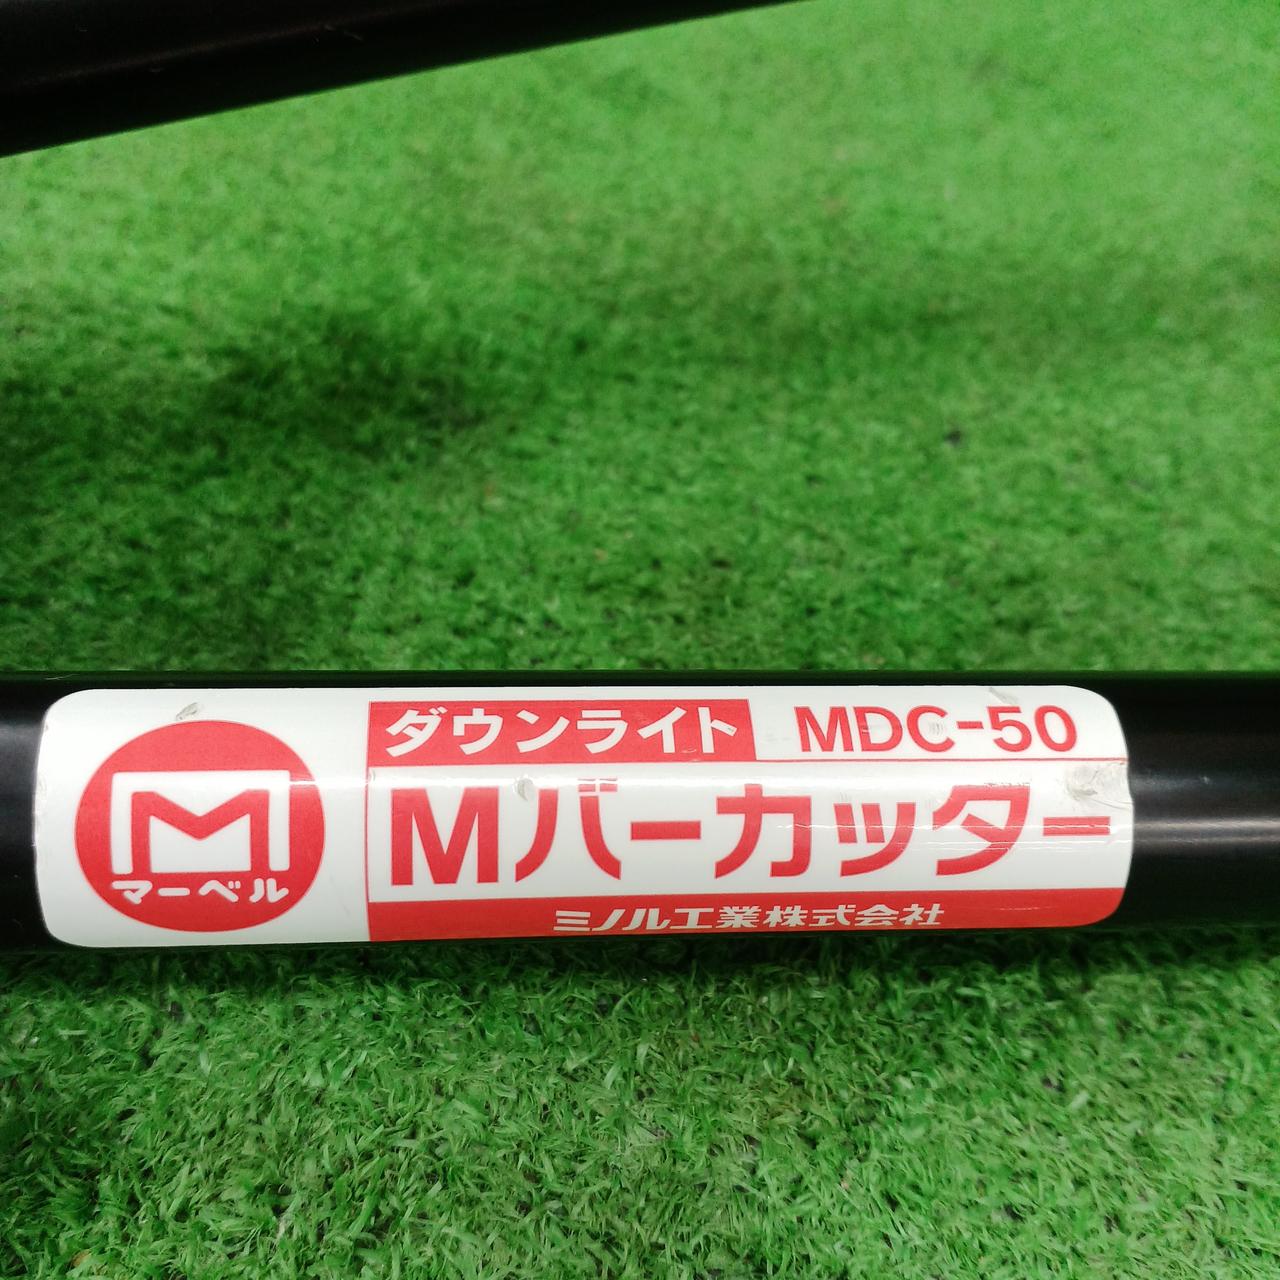 マーベル
ダウンライト MDC-50
Mバーカッター
ミノル工業株式会社